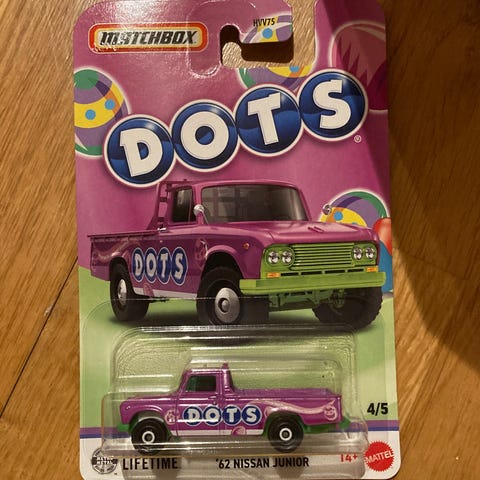 MATCHBOX
HVV75
DOTS®
DOTS
DOTS
4/5
LIFETIME
'62 NISSAN JUNIOR
14+
MATTEL